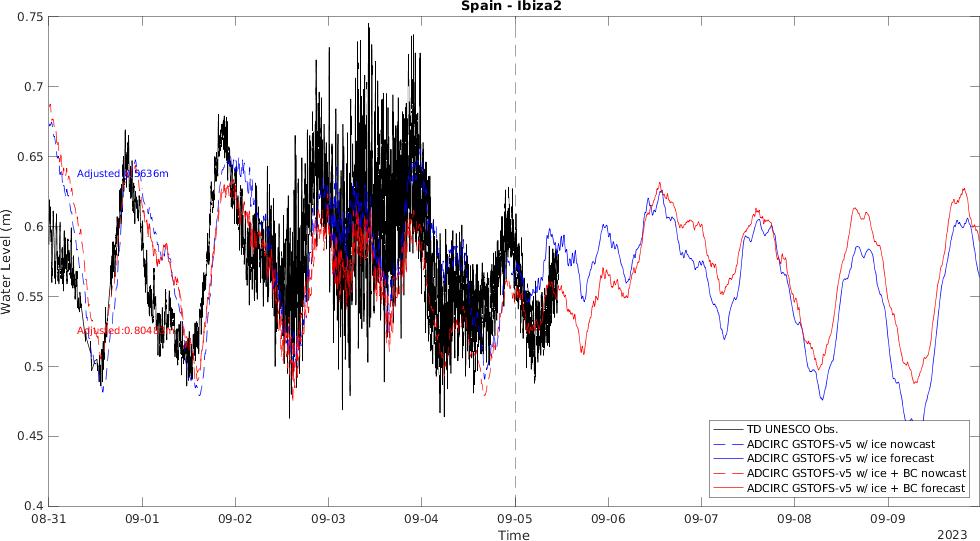 Spain - Ibiza2
Water Level (m)
0.75
0.7
0.65
0.6
0.55
0.5
0.45
0.4
Adjusted:0.5636m
TD UNESCO Obs.
ADCIRC GSTOFS-v5 w/ ice nowcast
ADCIRC GSTOFS-v5 w/ ice forecast
ADCIRC GSTOFS-v5 w/ ice + BC nowcast
ADCIRC GSTOFS-v5 w/ ice + BC forecast
08-31 09-01 09-02 09-03 09-04 09-05 09-06 09-07 09-08 09-09
Time
2023